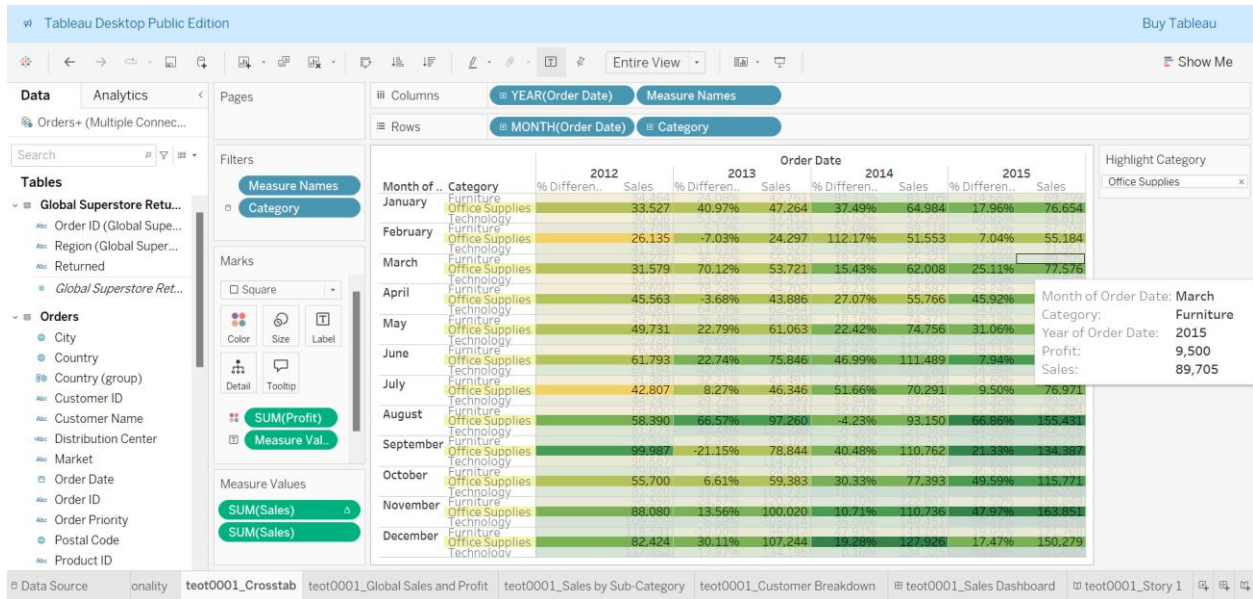 Tableau Desktop Public Edition
Buy Tableau
Entire View
Show Me
Data
Analytics
Orders+ (Multiple Connec...
Search
Tables
Global Superstore Retu...
Order ID (Global Supe...
Region (Global Super...
Returned
Global Superstore Ret...
Orders
City
Country
Country (group)
Customer ID
Customer Name
Distribution Center
Market
Order Date
Order ID
Order Priority
Postal Code
Product ID
Pages
Filters
Measure Names
Category
Marks
Square
Color Size Label
Detail Tooltip
SUM(Profit)
Measure Val..
Measure Values
SUM(Sales)
SUM(Sales)
Columns YEAR(Order Date) Measure Names
Rows MONTH(Order Date) Category
Order Date
2012 2013 2014 2015
Month of .. Category % Differen.. Sales % Differen.. Sales % Differen.. Sales % Differen.. Sales
January Furniture
Office Supplies 33,527 40.97% 47,264 37.49% 64,984 17.96% 76,654
Technology
February Furniture
Office Supplies 26,135 -7.03% 24,297 112.17% 51,553 7.04% 55,184
Technology
March Furniture
Office Supplies 31,579 70.12% 53,721 15.43% 62,008 25.11% 77,576
Technology
April Furniture
Office Supplies 45,563 -3.68% 43,886 27.07% 55,766 45.92%
Technology
May Furniture
Office Supplies 49,731 22.79% 61,063 22.42% 74,756 31.06%
Technology
June Furniture
Office Supplies 61,793 22.74% 75,846 46.99% 111,489 7.94%
Technology
July Furniture
Office Supplies 42,807 8.27% 46,346 51.66% 70,291 9.50% 76,971
Technology
August Furniture
Office Supplies 58,390 66.57% 97,260 -4.23% 93,150 66.86% 155,431
Technology
September Furniture
Office Supplies 99,987 -21.15% 78,844 40.48% 110,762 21.33% 134,387
Technology
October Furniture
Office Supplies 55,700 6.61% 59,383 30.33% 77,393 49.59% 115,771
Technology
November Furniture
Office Supplies 88,080 13.56% 100,020 10.71% 110,736 47.97% 163,851
Technology
December Furniture
Office Supplies 82,424 30.11% 107,244 19.28% 127,926 17.47% 150,279
Technology
Highlight Category
Office Supplies
Month of Order Date: March
Category: Furniture
Year of Order Date: 2015
Profit: 9,500
Sales: 89,705
Data Source onality teot0001_Crosstab teot0001_Global Sales and Profit teot0001_Sales by Sub-Category teot0001_Customer Breakdown teot0001_Sales Dashboard teot0001_Story 1